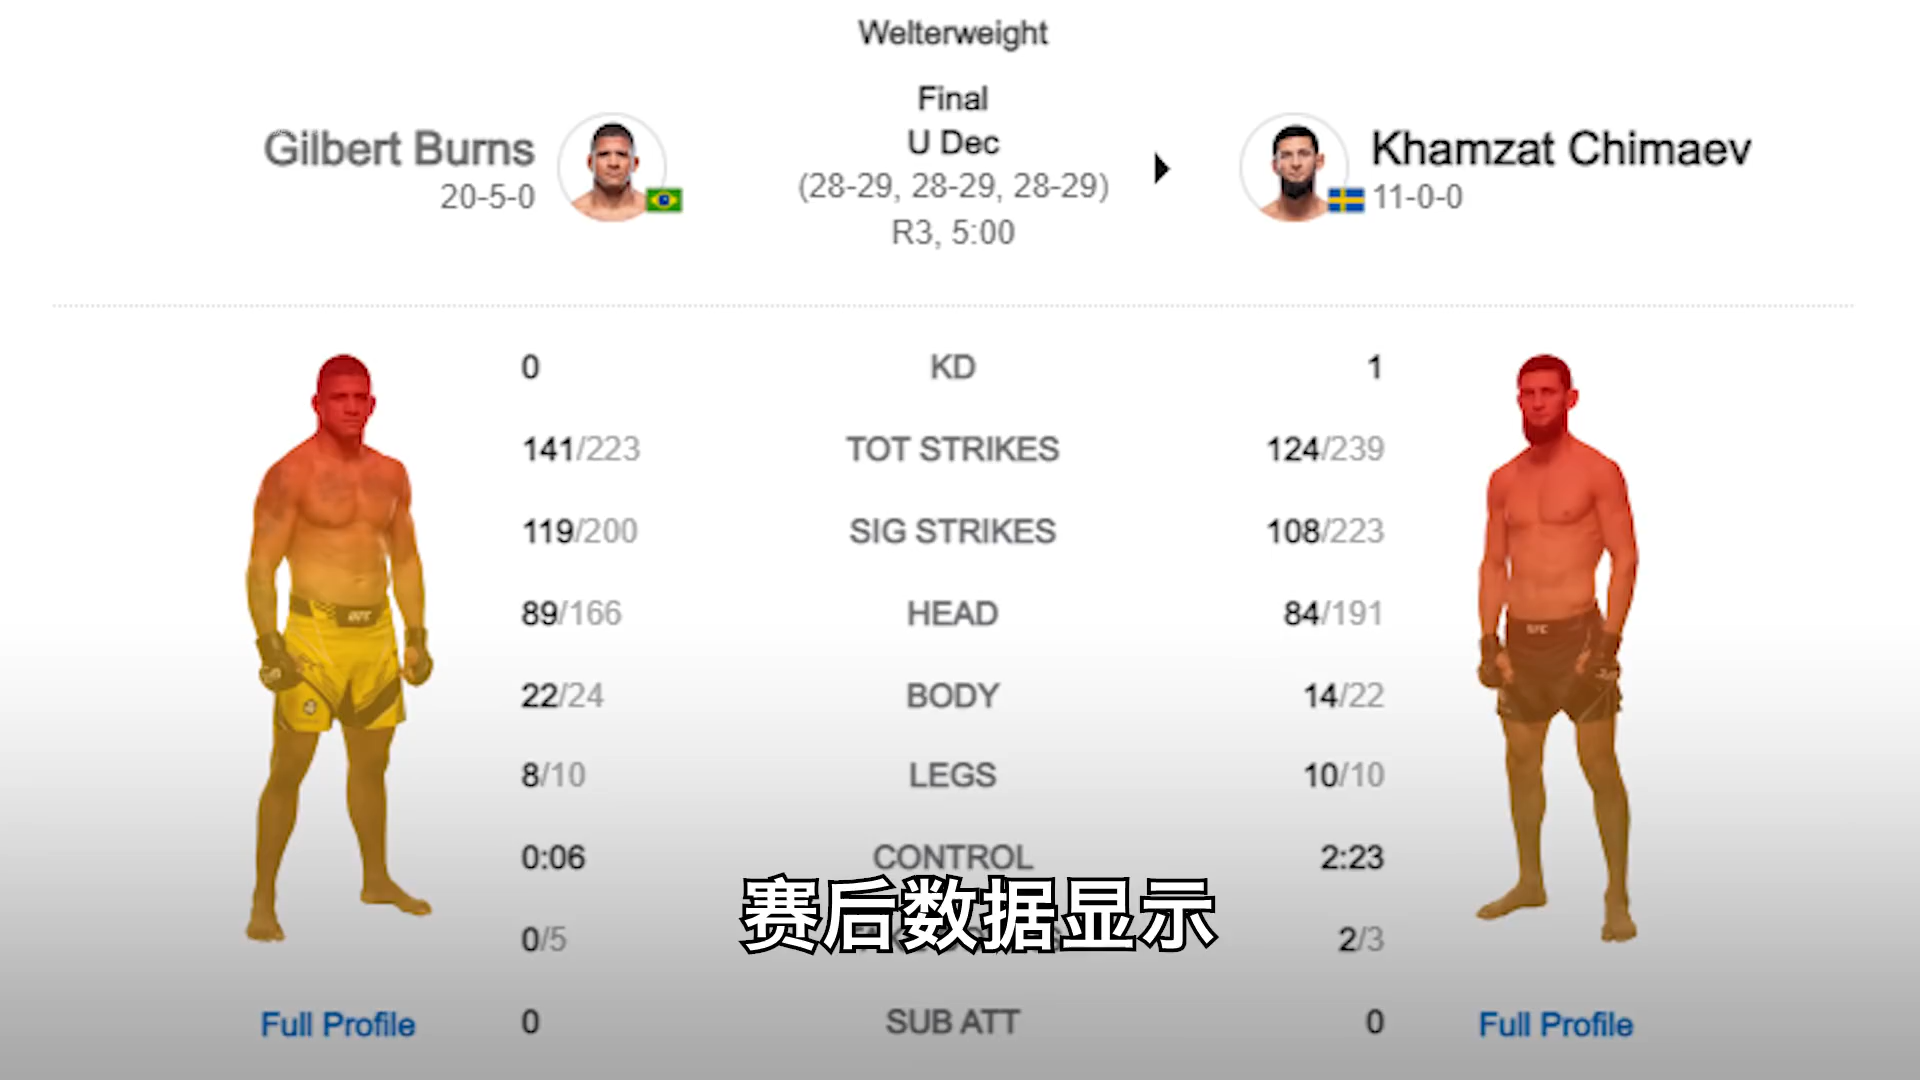 Welterweight
Final
Gilbert Burns
U Dec
Khamzat Chimaev
20-5-0
(28-29, 28-29, 28-29)
11-0-0
R3, 5:00
0 KD 1
141/223 TOT STRIKES 124/239
119/200 SIG STRIKES 108/223
89/166 HEAD 84/191
22/24 BODY 14/22
8/10 LEGS 10/10
0:06 CONTROL 2:23
赛后数据显示
0/5 2/3
Full Profile 0 SUB ATT 0 Full Profile